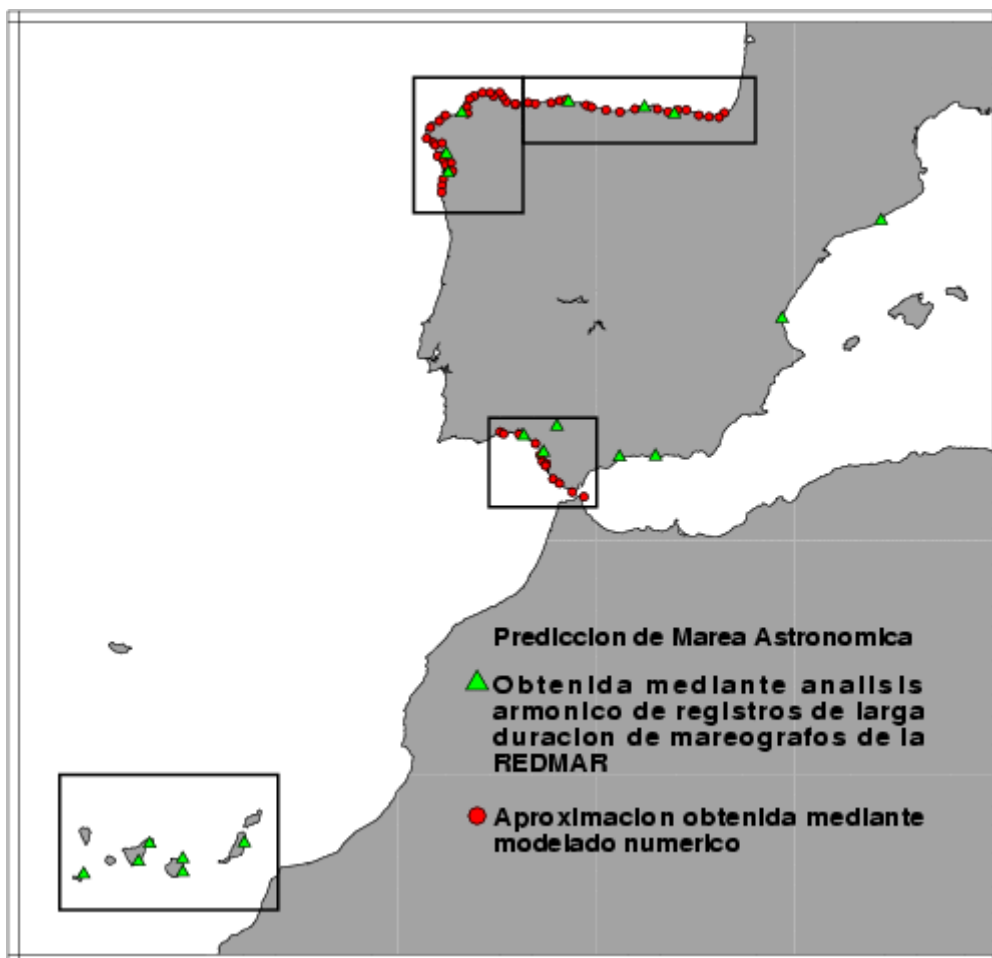 Prediccion de Marea Astronomica
Obtenida mediante analisis
armonico de registros de larga
duracion de mareografos de la
REDMAR
Aproximacion obtenida mediante
modelado numerico